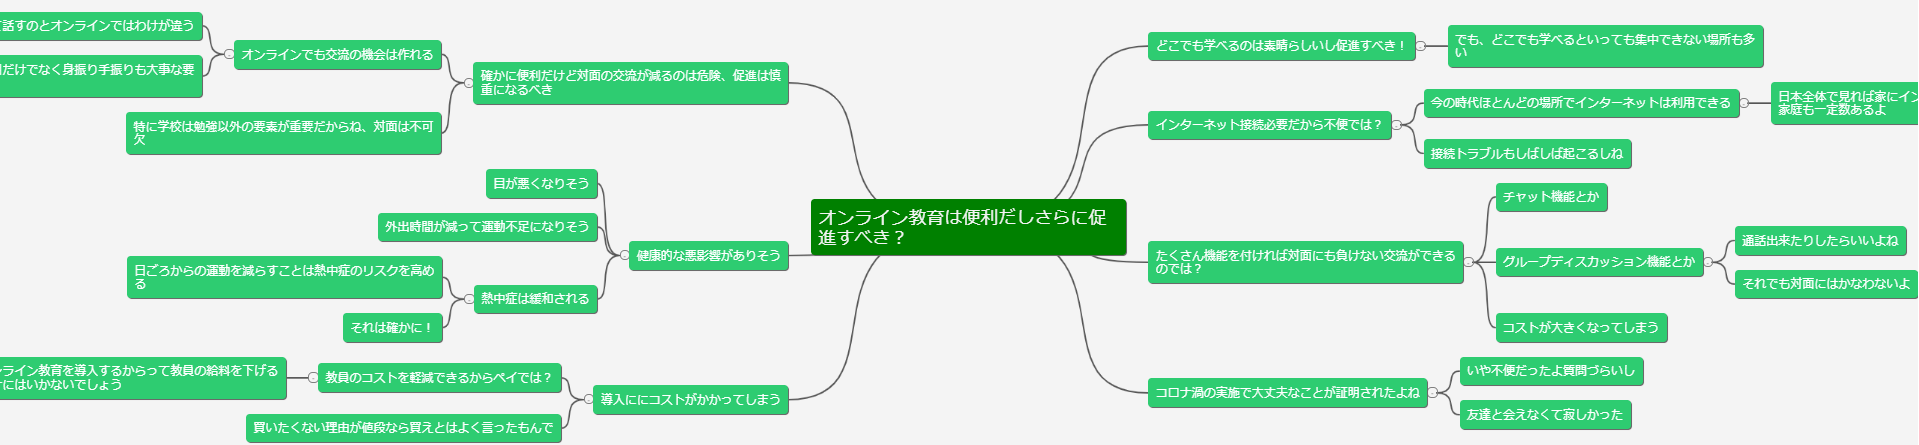 オンライン教育は便利だしさらに促
進すべき？
どこでも学べるのは素晴らしいし促進すべき！
でも、どこでも学べるといっても集中できない場所も多
い
インターネット接続必要だから不便では？
今の時代ほとんどの場所でインターネットは利用できる
日本全体で見れば家にイン
家庭も一定数あるよ
接続トラブルもしばしば起こるしね
たくさん機能を付ければ対面にも負けない交流ができる
のでは？
チャット機能とか
グループディスカッション機能とか
通話出来たりしたらいいよね
それでも対面にはかなわないよ
コストが大きくなってしまう
コロナ渦の実施で大丈夫なことが証明されたよね
いや不便だったよ質問づらいし
友達と会えなくて寂しかった
確かに便利だけど対面の交流が減るのは危険、促進は慎
重になるべき
オンラインでも交流の機会は作れる
話すのとオンラインではわけが違う
だけでなく身振り手振りも大事な要
特に学校は勉強以外の要素が重要だからね、対面は不可
欠
健康的な悪影響がありそう
目が悪くなりそう
外出時間が減って運動不足になりそう
熱中症は緩和される
日ごろからの運動を減らすことは熱中症のリスクを高め
る
それは確かに！
導入ににコストがかかってしまう
教員のコストを軽減できるからペイでは？
ライン教育を導入するからって教員の給料を下げる
にはいかないでしょう
買いたくない理由が値段なら買えとはよく言ったもんで